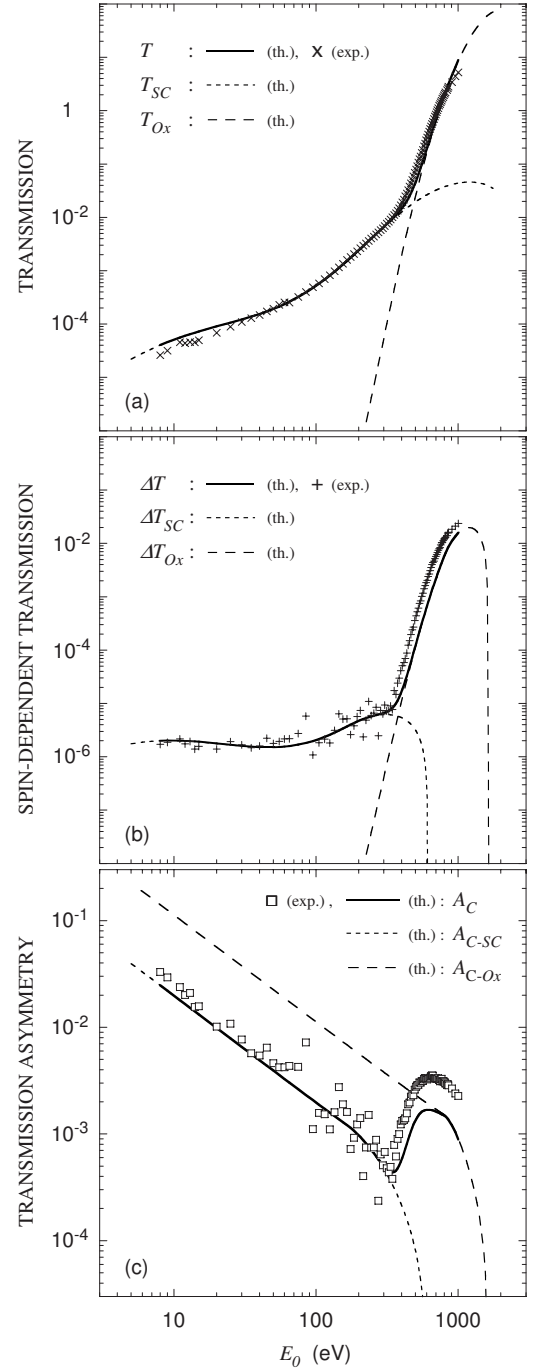 T : (th.), x (exp.)
T_SC : (th.)
T_Ox : (th.)
1
10^-2
10^-4
TRANSMISSION
(a)
ΔT : (th.), + (exp.)
ΔT_SC : (th.)
ΔT_Ox : (th.)
10^-2
10^-4
10^-6
SPIN-DEPENDENT TRANSMISSION
(b)
(exp.) , (th.) : A_C
(th.) : A_C-SC
(th.) : A_C-Ox
10^-1
10^-2
10^-3
10^-4
TRANSMISSION ASYMMETRY
(c)
10 100 1000
E_0 (eV)